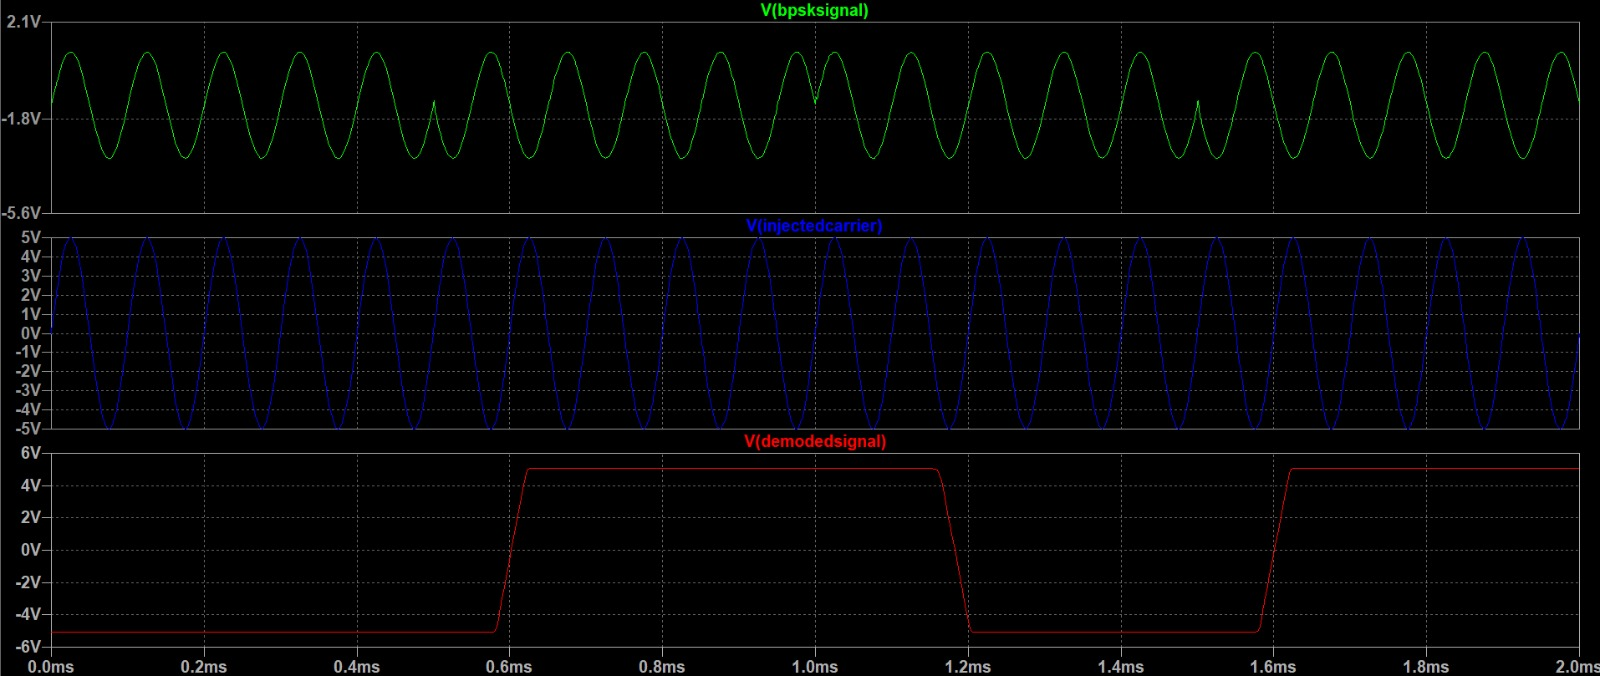 V(bpsksignal)
2.1V
-1.8V
-5.6V
V(injectedcarrier)
5V
4V
3V
2V
1V
0V
-1V
-2V
-3V
-4V
-5V
V(demodedsignal)
6V
4V
2V
0V
-2V
-4V
-6V
0.0ms 0.2ms 0.4ms 0.6ms 0.8ms 1.0ms 1.2ms 1.4ms 1.6ms 1.8ms 2.0ms